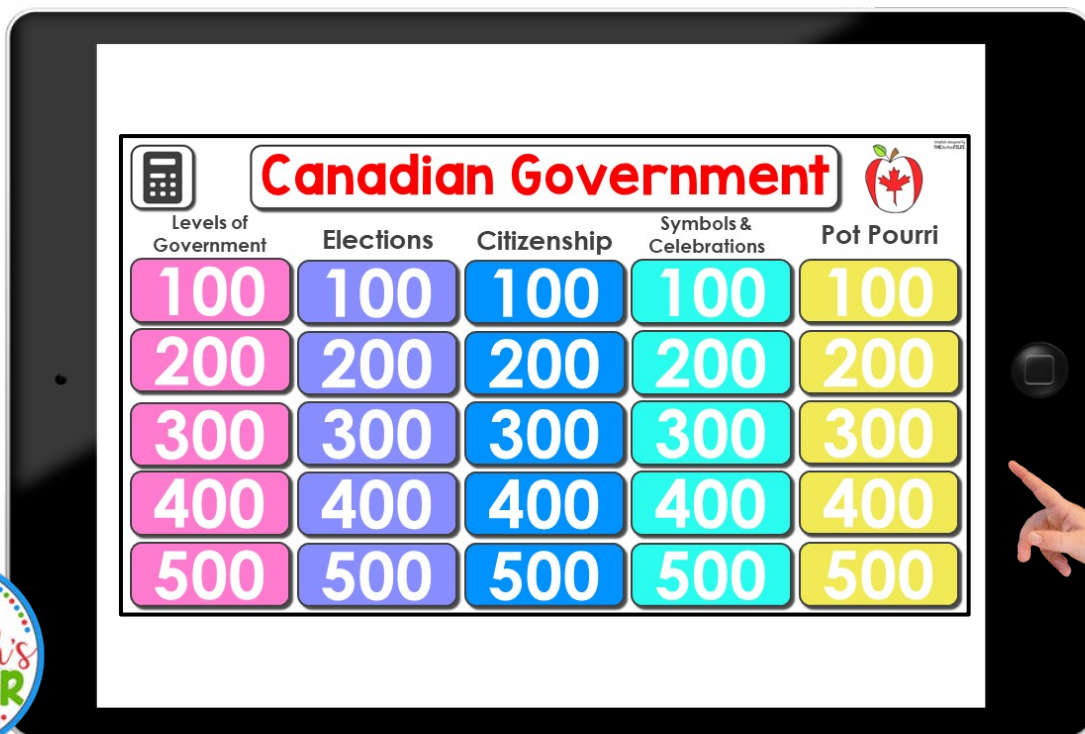 Canadian Government
Levels of
Government
Elections
Citizenship
Symbols &
Celebrations
Pot Pourri
100 100 100 100 100
200 200 200 200 200
300 300 300 300 300
400 400 400 400 400
500 500 500 500 500